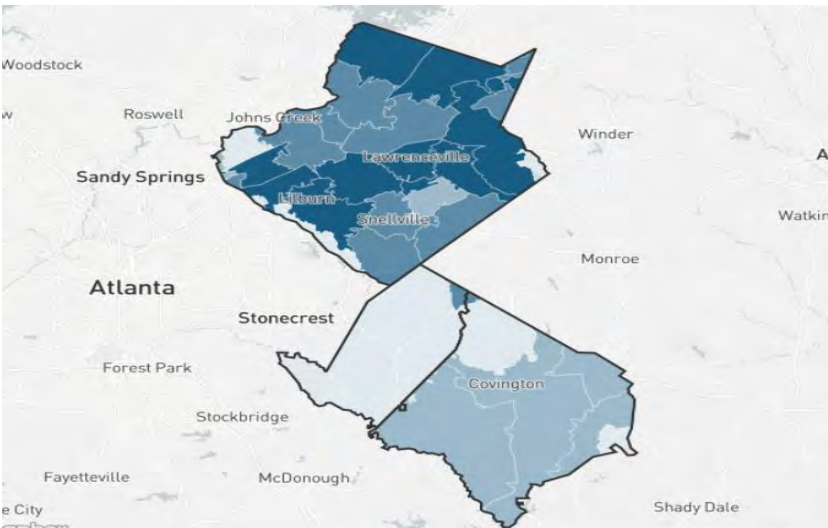 Woodstock
Roswell
Johns Creek
Winder
A
w
Lawrenceville
Sandy Springs
Lilburn
Snellville
Watkin
Monroe
Atlanta
Stonecrest
Forest Park
Covington
Stockbridge
Fayetteville
McDonough
e City
Shady Dale